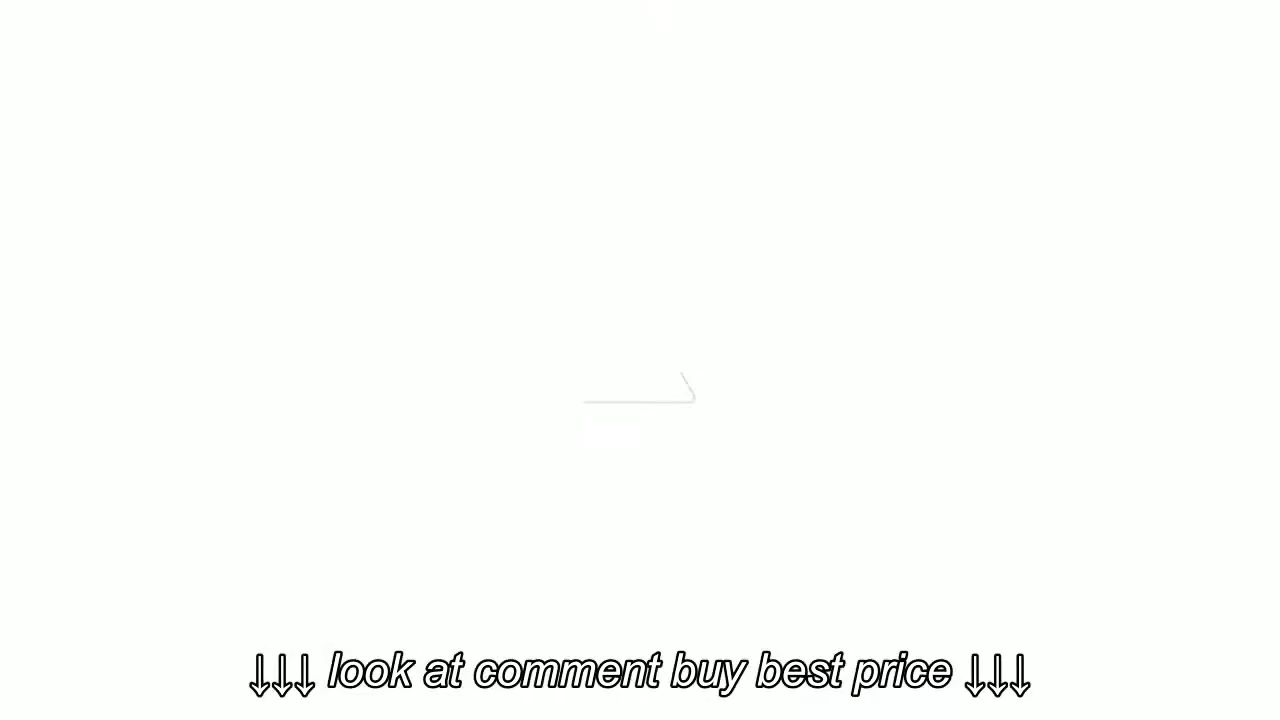 ↓↓↓ look at comment buy best price ↓↓↓